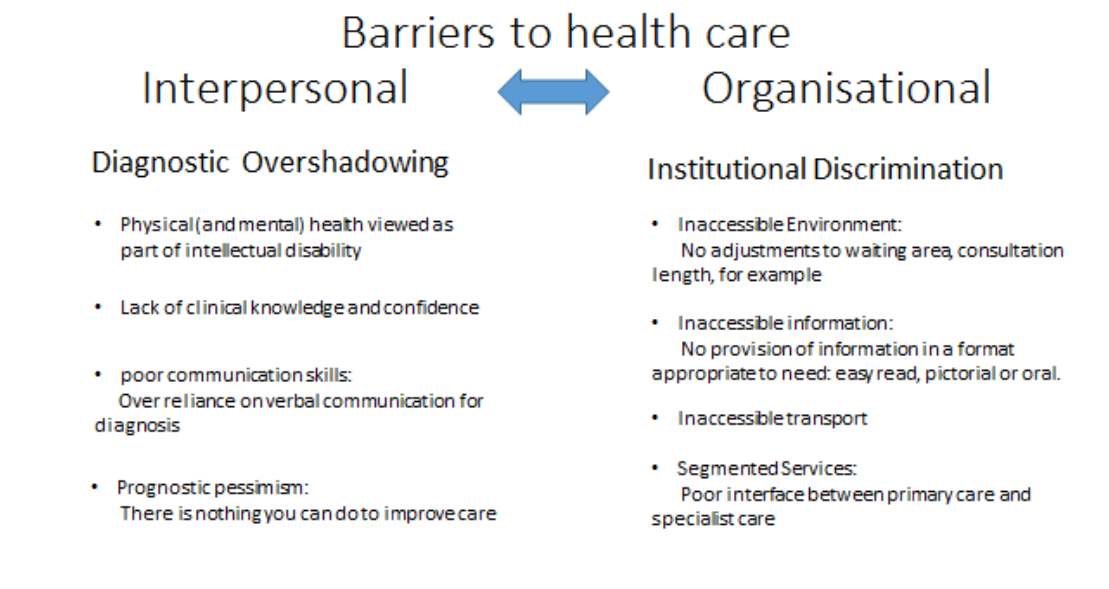 Barriers to health care
Interpersonal
Organisational
Diagnostic Overshadowing
• Physical (and mental) health viewed as
part of intellectual disability
• Lack of clinical knowledge and confidence
• poor communication skills:
Over reliance on verbal communication for
diagnosis
• Prognostic pessimism:
There is nothing you can do to improve care
Institutional Discrimination
• Inaccessible Environment:
No adjustments to waiting area, consultation
length, for example
• Inaccessible information:
No provision of information in a format
appropriate to need: easy read, pictorial or oral.
• Inaccessible transport
• Segmented Services:
Poor interface between primary care and
specialist care